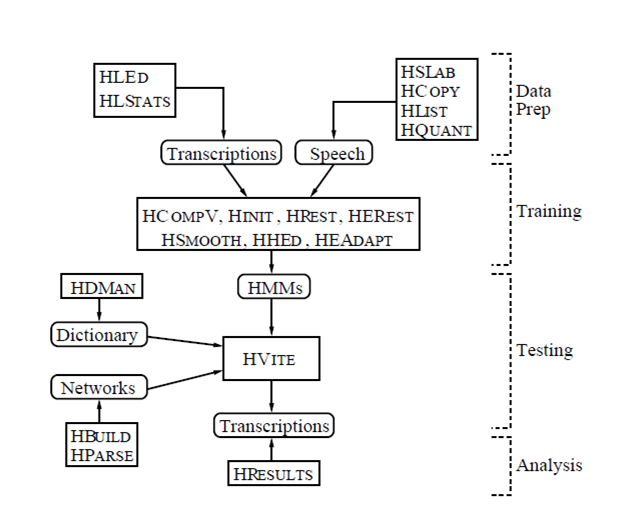 HLED
HLSTATS
HSLAB
HCOPY
HLIST
HQUANT
Data
Prep
Transcriptions
Speech
HCOMPV, HINIT, HREST, HEREST
HSMOOTH, HHED, HEADAPT
Training
HDMAN
HMMs
Dictionary
HVITE
Testing
Networks
HBUILD
HPARSE
Transcriptions
HRESULTS
Analysis